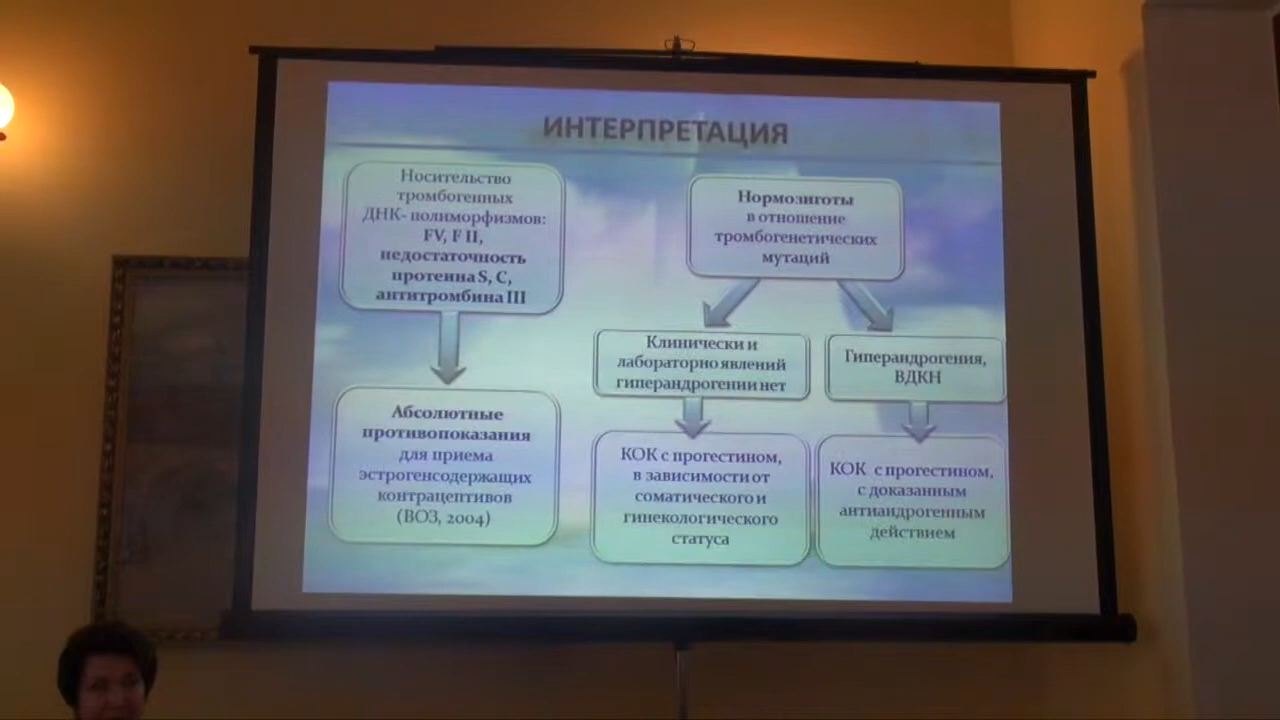 ИНТЕРПРЕТАЦИЯ
Носительство
тромбогенных
ДНК- полиморфизмов:
FV, F II,
недостаточность
протеина S, C,
антитромбина III
Абсолютные
противопоказания
для приема
эстрогенсодержащих
контрацептивов
(ВОЗ, 2004)
Нормозиготы
в отношение
тромбогенетических
мутаций
Клинически и
лабораторно явлений
гиперандрогении нет
КОК с прогестином,
в зависимости от
соматического и
гинекологического
статуса
Гиперандрогения,
ВДКН
КОК с прогестином,
с доказанным
антиандрогенным
действием